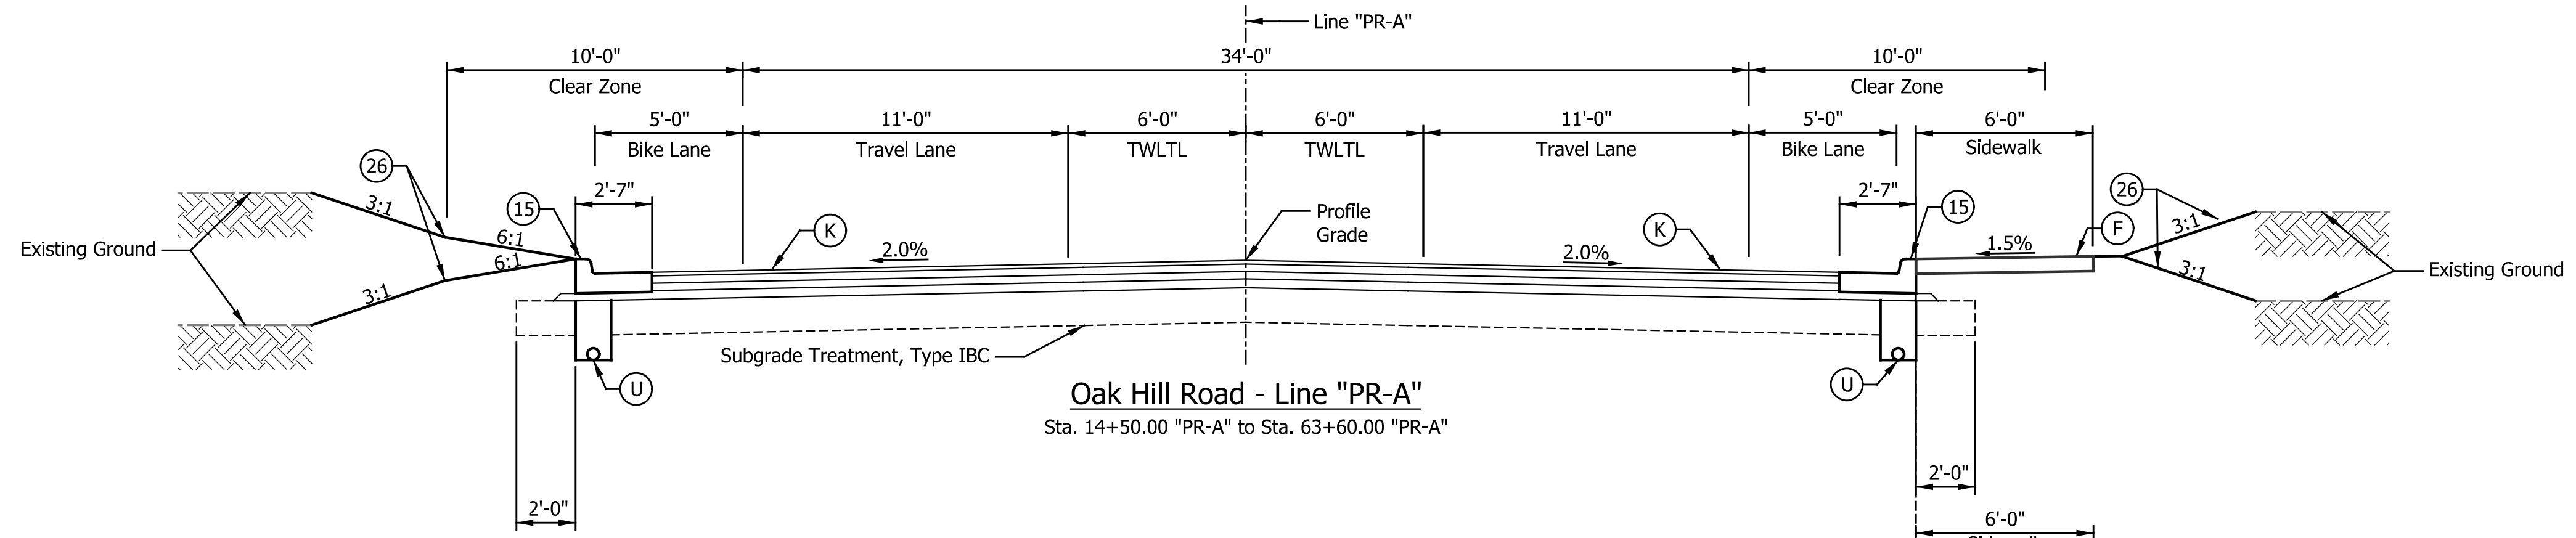 Line "PR-A"
10'-0"
34'-0"
10'-0"
Clear Zone
Clear Zone
5'-0"
11'-0"
6'-0"
6'-0"
11'-0"
5'-0"
6'-0"
Bike Lane
Travel Lane
TWLTL
TWLTL
Travel Lane
Bike Lane
Sidewalk
26
26
2'-7"
2'-7"
3:1
15
15
Profile
Grade
K
K
F
3:1
6:1
6:1
Existing Ground
2.0%
2.0%
1.5%
3:1
3:1
Existing Ground
Subgrade Treatment, Type IBC
U
U
Oak Hill Road - Line "PR-A"
Sta. 14+50.00 "PR-A" to Sta. 63+60.00 "PR-A"
2'-0"
2'-0"
6'-0"